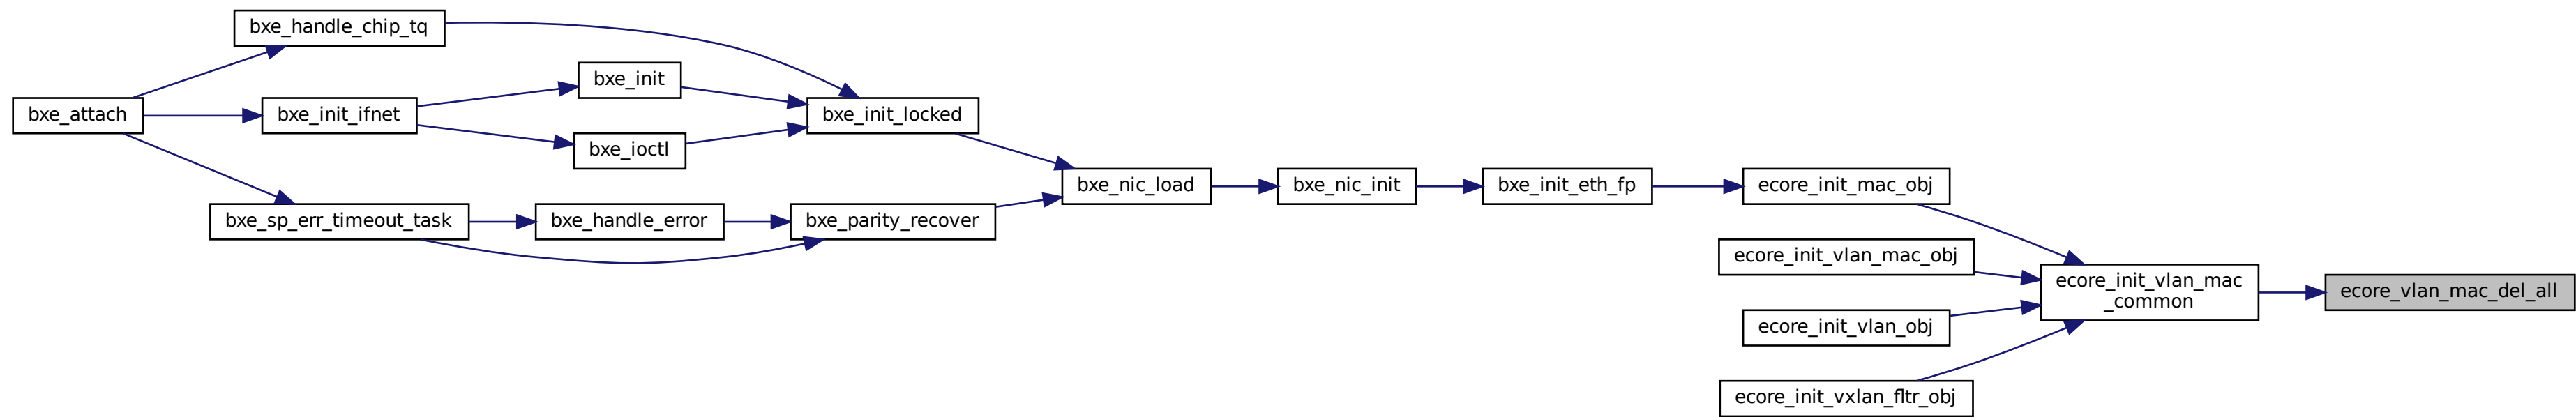 bxe_handle_chip_tq
bxe_init
bxe_attach
bxe_init_ifnet
bxe_init_locked
bxe_ioctl
bxe_nic_load
bxe_nic_init
bxe_init_eth_fp
ecore_init_mac_obj
bxe_sp_err_timeout_task
bxe_handle_error
bxe_parity_recover
ecore_init_vlan_mac_obj
ecore_init_vlan_mac
_common
ecore_vlan_mac_del_all
ecore_init_vlan_obj
ecore_init_vxlan_fltr_obj